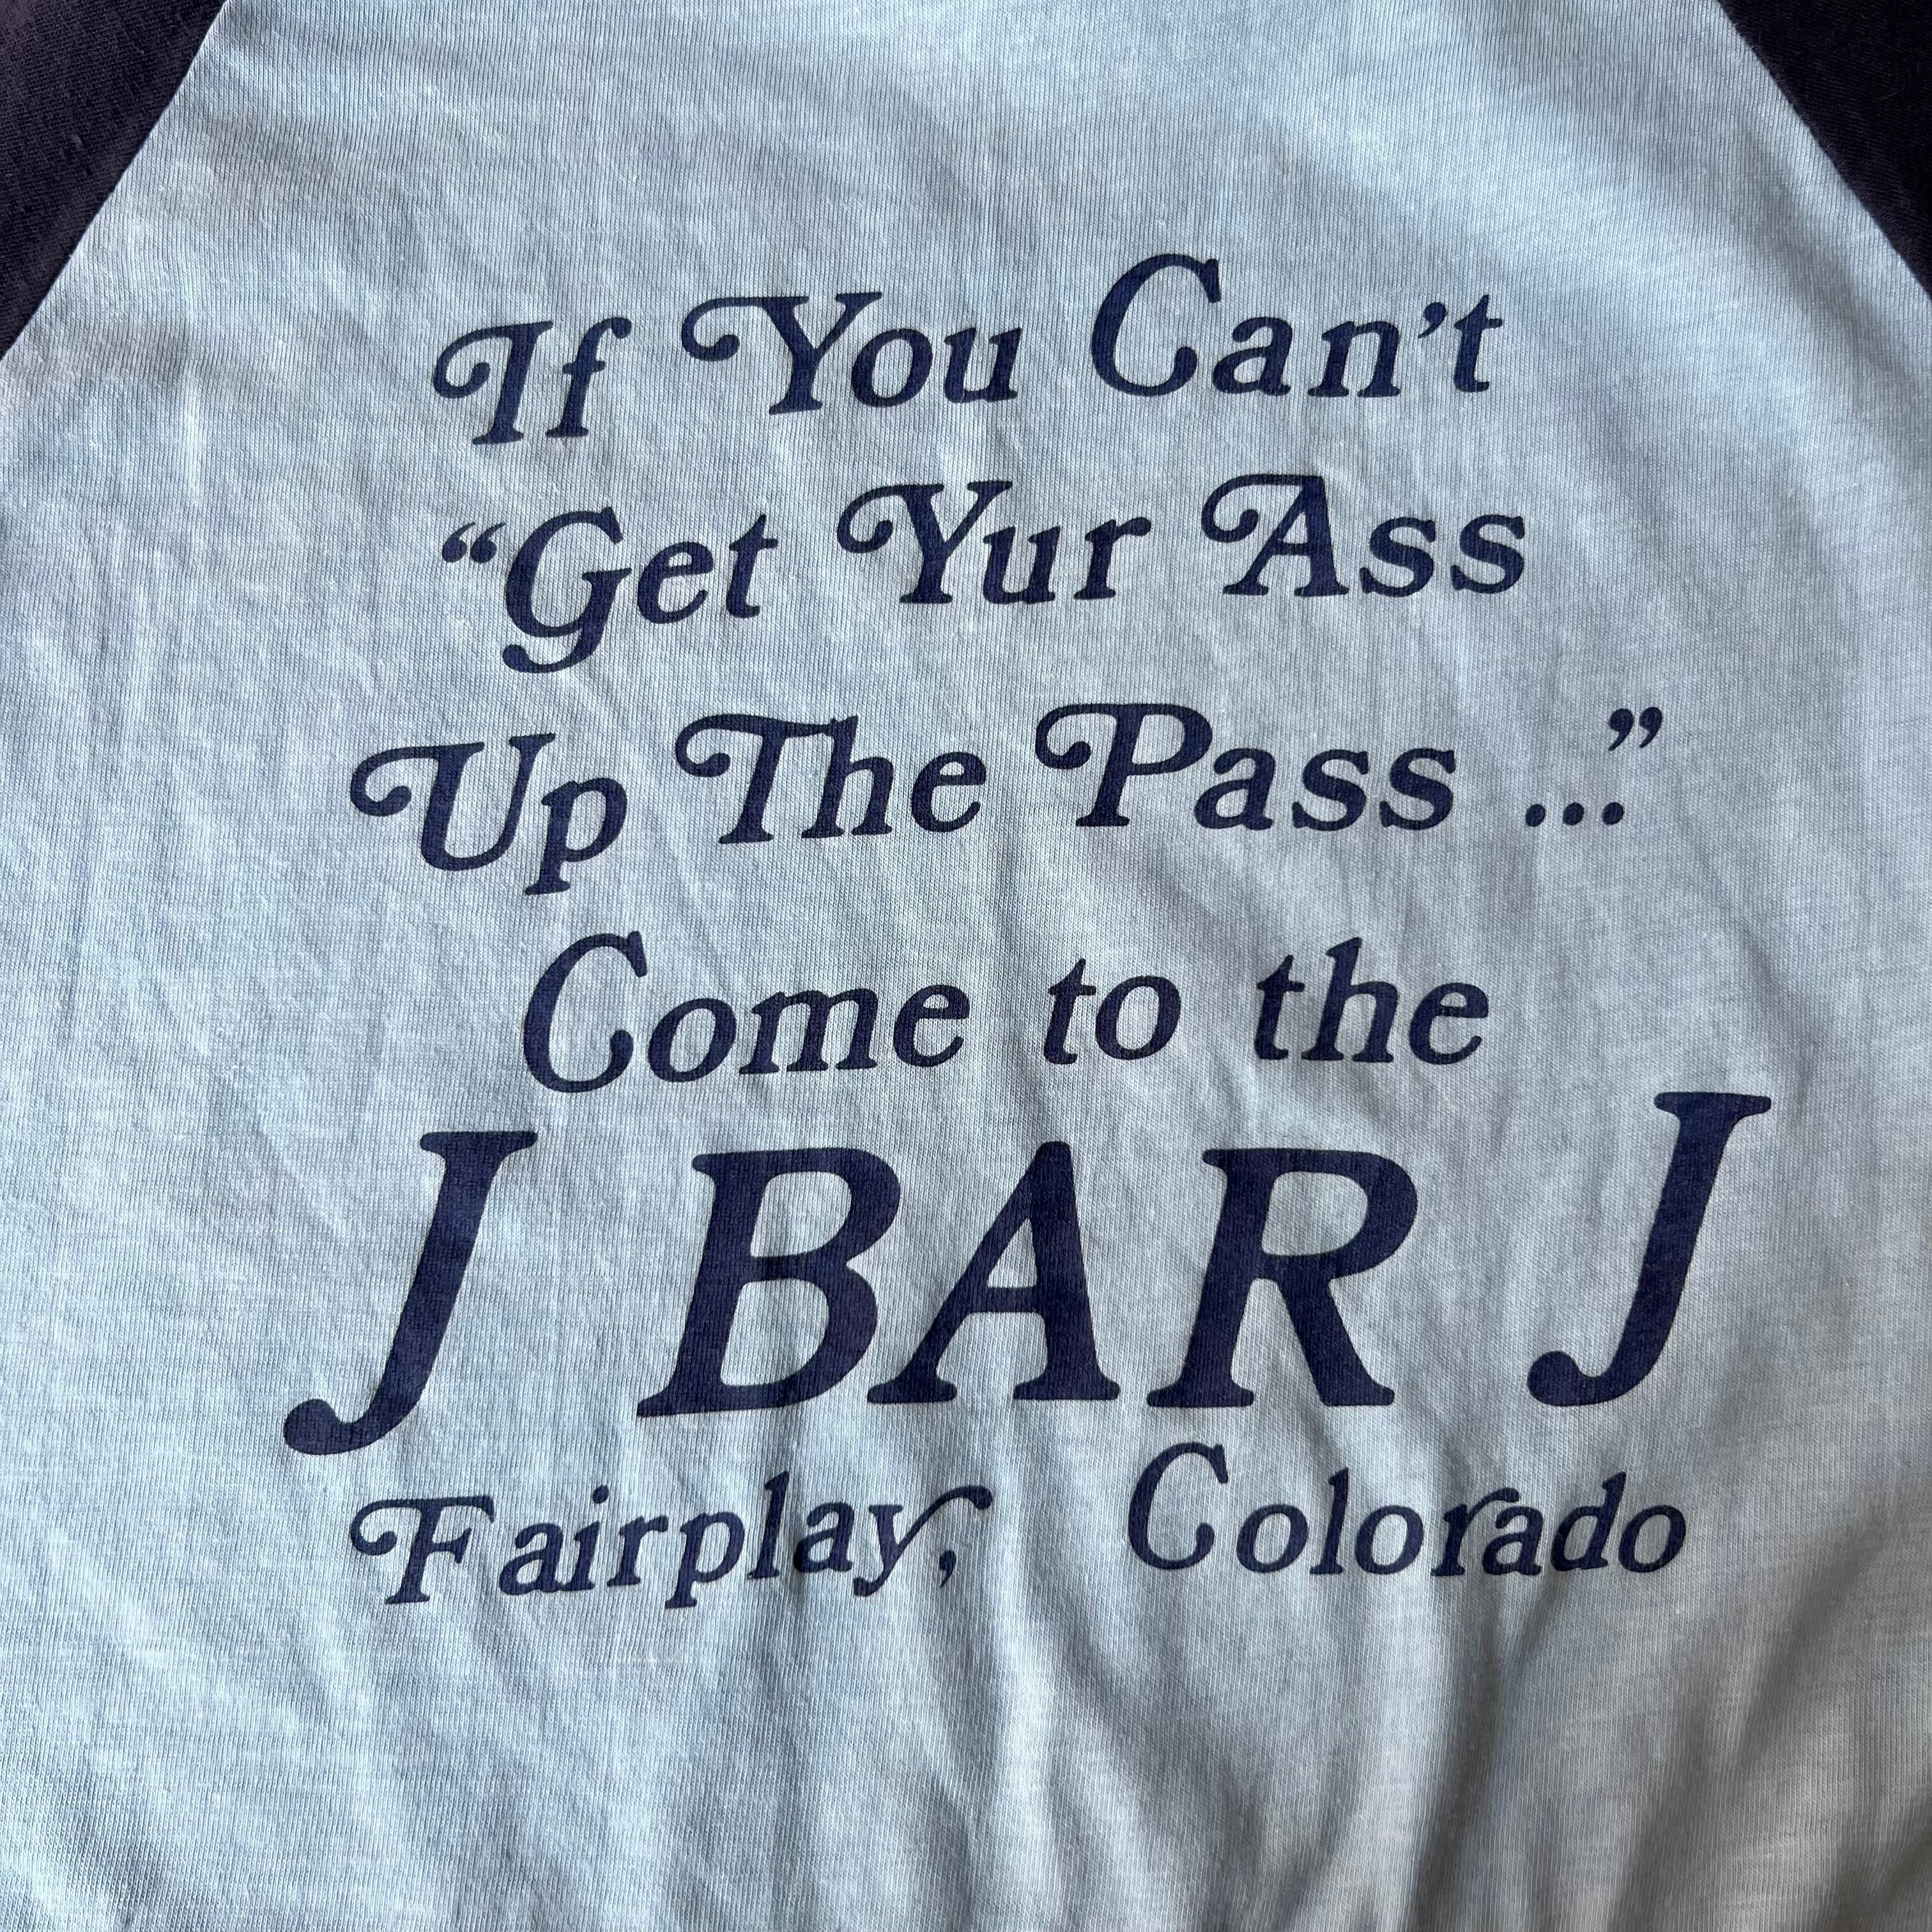 If You Can't
“Get Yur Ass
Up The Pass ...”
Come to the
J BAR J
Fairplay, Colorado